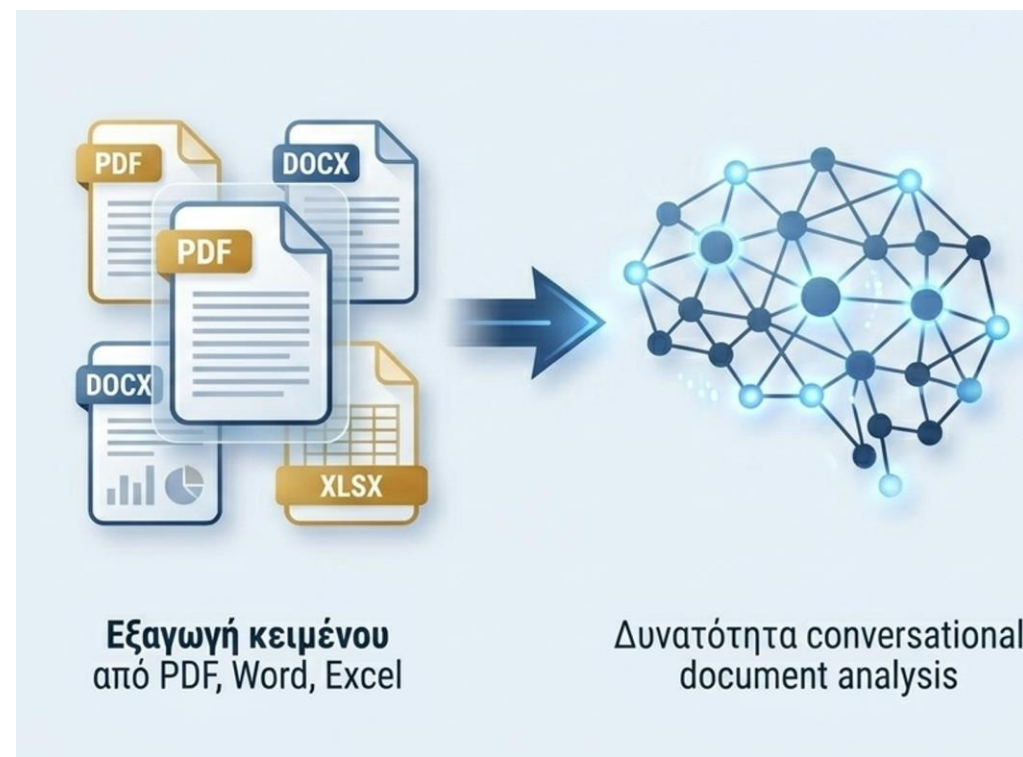 PDF
DOCX
PDF
DOCX
XLSX
Εξαγωγή κειμένου
από PDF, Word, Excel
Δυνατότητα conversational
document analysis